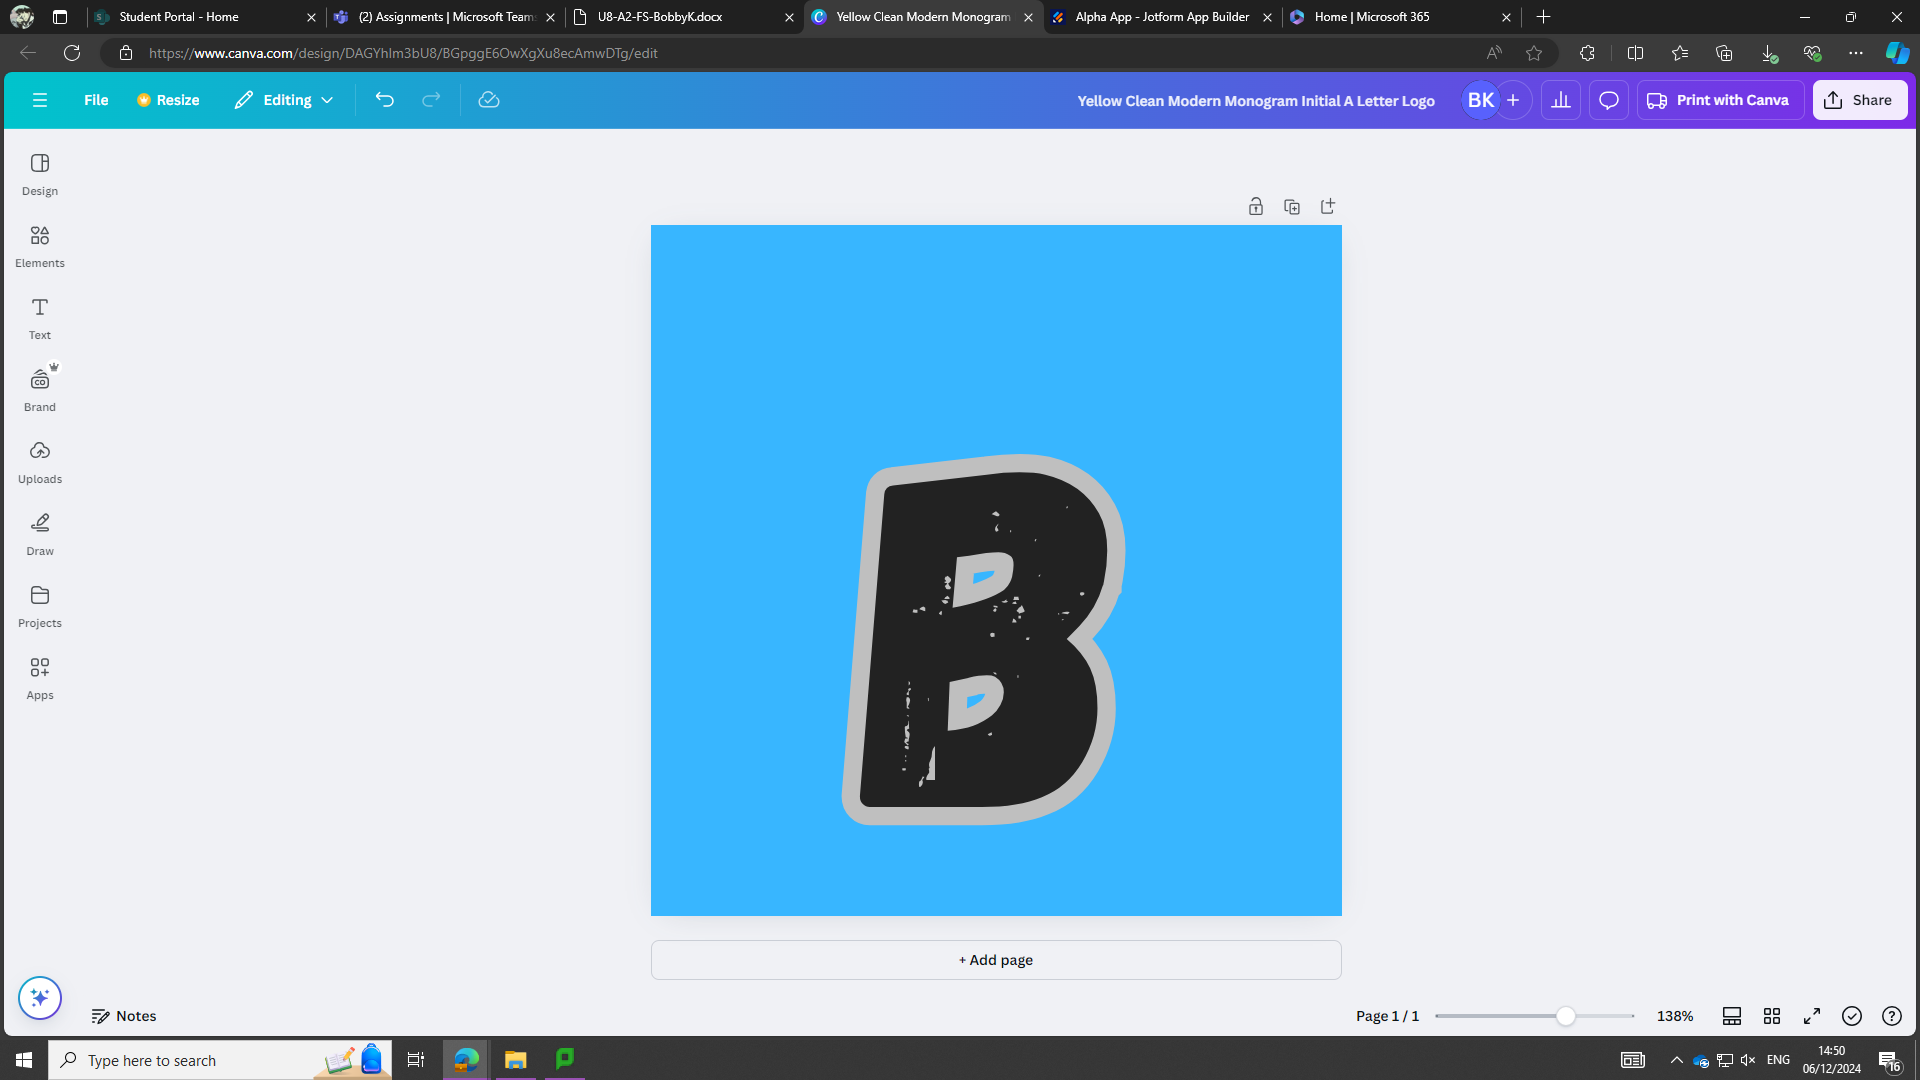 Student Portal - Home
(2) Assignments | Microsoft Teams
U8-A2-FS-BobbyK.docx
Yellow Clean Modern Monogram
Alpha App - Jotform App Builder
Home | Microsoft 365
https://www.canva.com/design/DAGYhlm3bU8/BGpggE6OwXgXu8ecAmwDTg/edit
File
Resize
Editing
Yellow Clean Modern Monogram Initial A Letter Logo
BK
Print with Canva
Share
Design
Elements
Text
CO
Brand
Uploads
Draw
Projects
Apps
B
+ Add page
Notes
Page 1 / 1
138%
Type here to search
ENG
14:50
06/12/2024
16